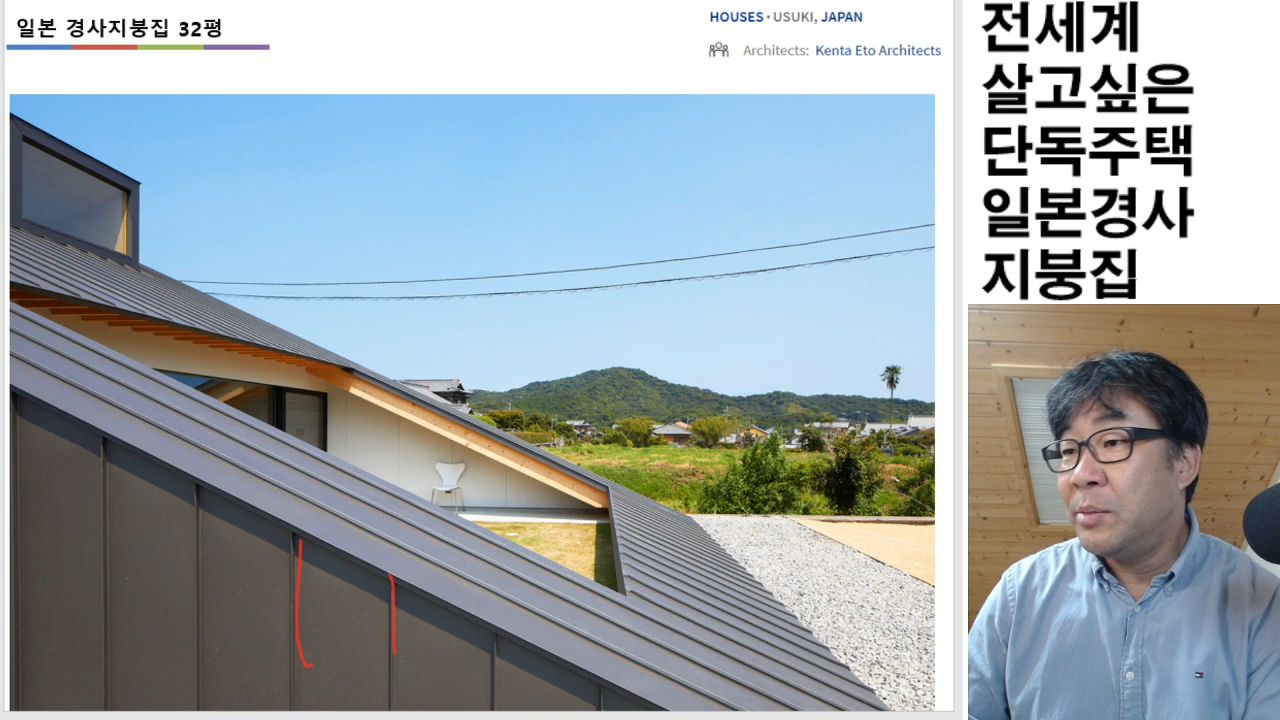 일본 경사지붕집 32평
HOUSES • USUKI, JAPAN
Architects: Kenta Eto Architects
전세계
살고싶은
단독주택
일본경사
지붕집